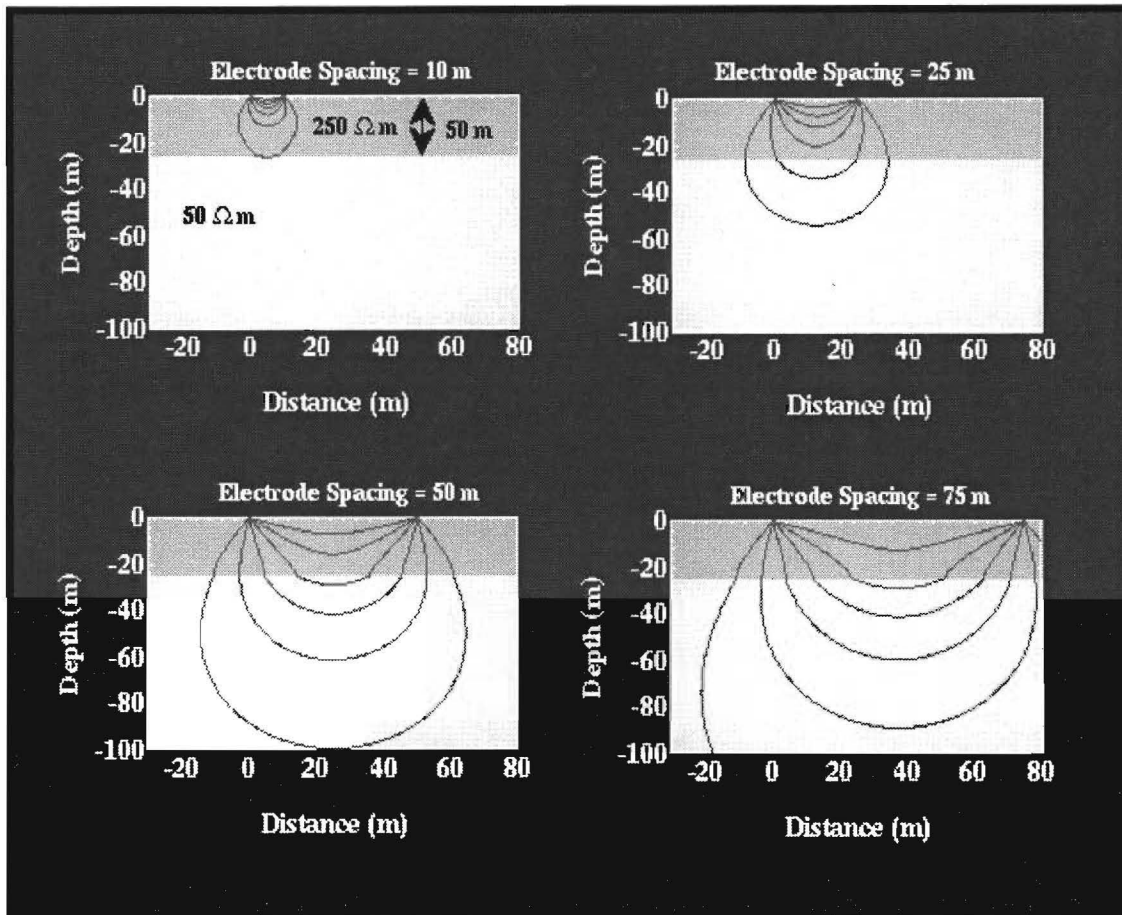 Electrode Spacing = 10 m
0
-20
-40
-60
-80
-100
250 Ω m
50 m
50 Ω m
Depth (m)
-20 0 20 40 60 80
Distance (m)
Electrode Spacing = 25 m
0
-20
-40
-60
-80
-100
Depth (m)
-20 0 20 40 60 80
Distance (m)
Electrode Spacing = 50 m
0
-20
-40
-60
-80
-100
Depth (m)
-20 0 20 40 60 80
Distance (m)
Electrode Spacing = 75 m
0
-20
-40
-60
-80
-100
Depth (m)
-20 0 20 40 60 80
Distance (m)